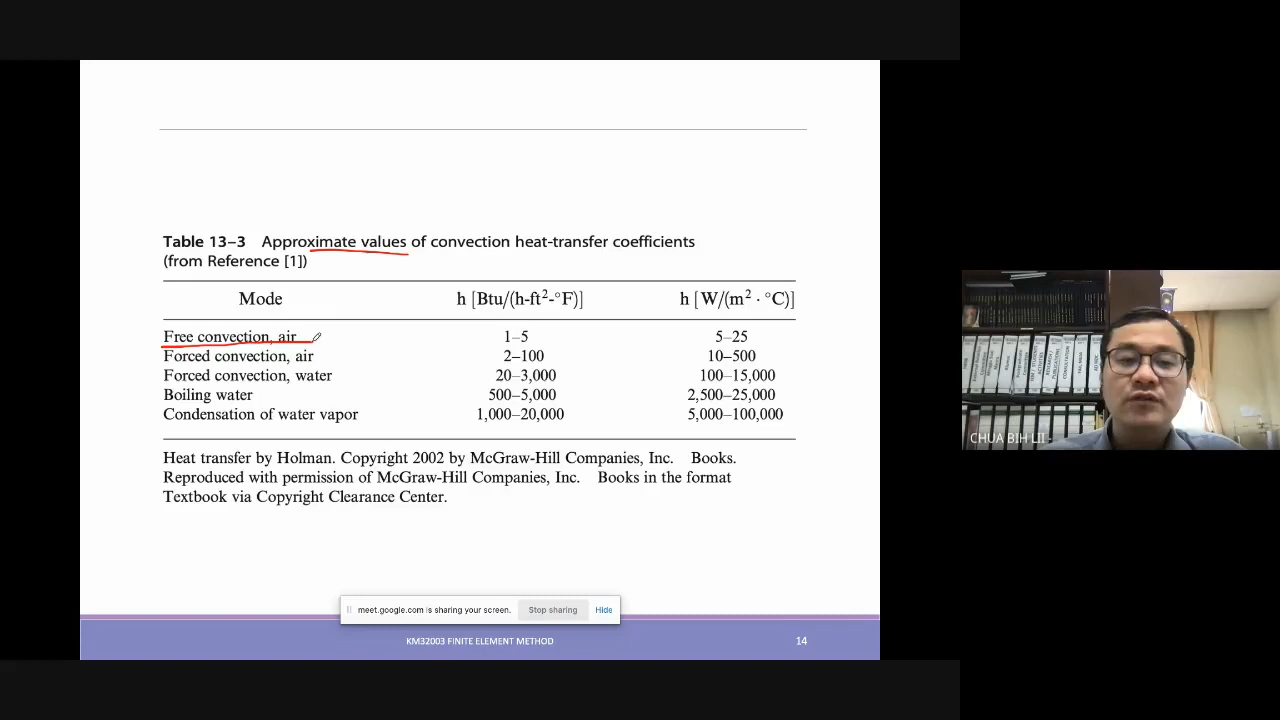 Table 13–3 Approximate values of convection heat-transfer coefficients
(from Reference [1])
Mode h [Btu/(h-ft²-°F)] h [W/(m² · °C)]
Free convection, air 1–5 5–25
Forced convection, air 2–100 10–500
Forced convection, water 20–3,000 100–15,000
Boiling water 500–5,000 2,500–25,000
Condensation of water vapor 1,000–20,000 5,000–100,000
Heat transfer by Holman. Copyright 2002 by McGraw-Hill Companies, Inc. Books.
Reproduced with permission of McGraw-Hill Companies, Inc. Books in the format
Textbook via Copyright Clearance Center.
meet.google.com is sharing your screen. Stop sharing Hide
KM32003 FINITE ELEMENT METHOD 14
CHUA BIH LII -